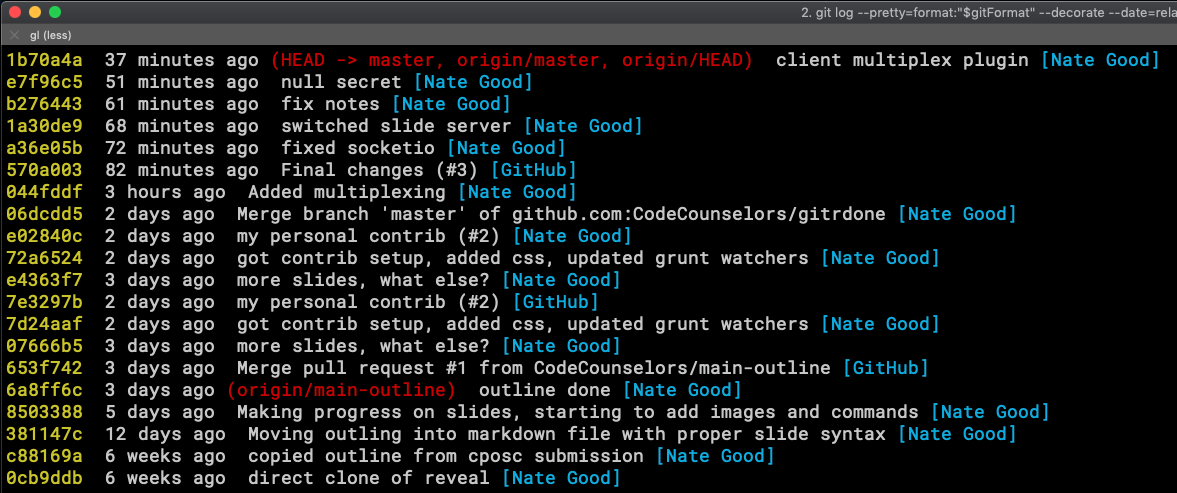 2. git log --pretty=format:"$gitFormat" --decorate --date=rela
gl (less)
1b70a4a 37 minutes ago (HEAD -> master, origin/master, origin/HEAD) client multiplex plugin [Nate Good]
e7f96c5 51 minutes ago null secret [Nate Good]
b276443 61 minutes ago fix notes [Nate Good]
1a30de9 68 minutes ago switched slide server [Nate Good]
a36e05b 72 minutes ago fixed socketio [Nate Good]
570a003 82 minutes ago Final changes (#3) [GitHub]
044fddf 3 hours ago Added multiplexing [Nate Good]
06dcdd5 2 days ago Merge branch 'master' of github.com:CodeCounselors/gitrdone [Nate Good]
e02840c 2 days ago my personal contrib (#2) [Nate Good]
72a6524 2 days ago got contrib setup, added css, updated grunt watchers [Nate Good]
e4363f7 3 days ago more slides, what else? [Nate Good]
7e3297b 2 days ago my personal contrib (#2) [GitHub]
7d24aaf 2 days ago got contrib setup, added css, updated grunt watchers [Nate Good]
07666b5 3 days ago more slides, what else? [Nate Good]
653f742 3 days ago Merge pull request #1 from CodeCounselors/main-outline [GitHub]
6a8ff6c 3 days ago (origin/main-outline) outline done [Nate Good]
8503388 5 days ago Making progress on slides, starting to add images and commands [Nate Good]
381147c 12 days ago Moving outling into markdown file with proper slide syntax [Nate Good]
c88169a 6 weeks ago copied outline from cposc submission [Nate Good]
0cb9ddb 6 weeks ago direct clone of reveal [Nate Good]